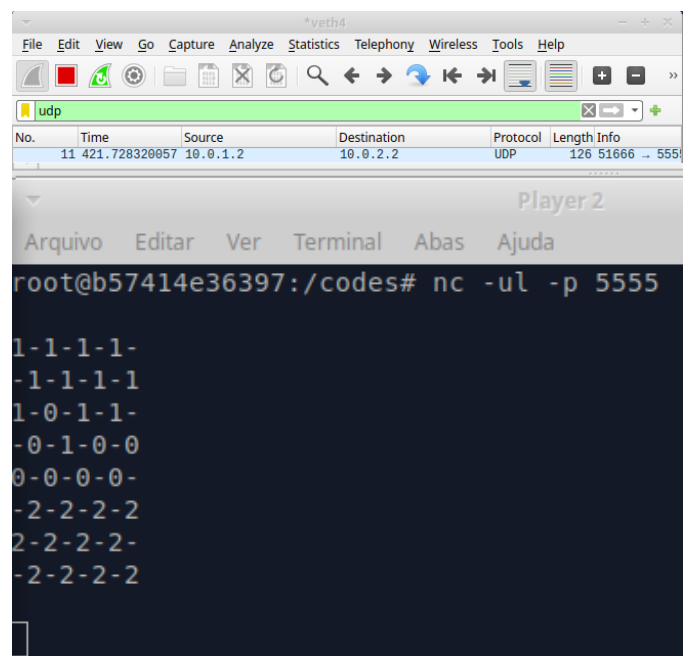 *veth4
File Edit View Go Capture Analyze Statistics Telephony Wireless Tools Help
udp
No. Time Source Destination Protocol Length Info
11 421.728320057 10.0.1.2 10.0.2.2 UDP 126 51666 → 555
Player 2
Arquivo Editar Ver Terminal Abas Ajuda
root@b57414e36397:/codes# nc -ul -p 5555
1-1-1-1-
-1-1-1-1
1-0-1-1-
-0-1-0-0
0-0-0-0-
-2-2-2-2
2-2-2-2-
-2-2-2-2